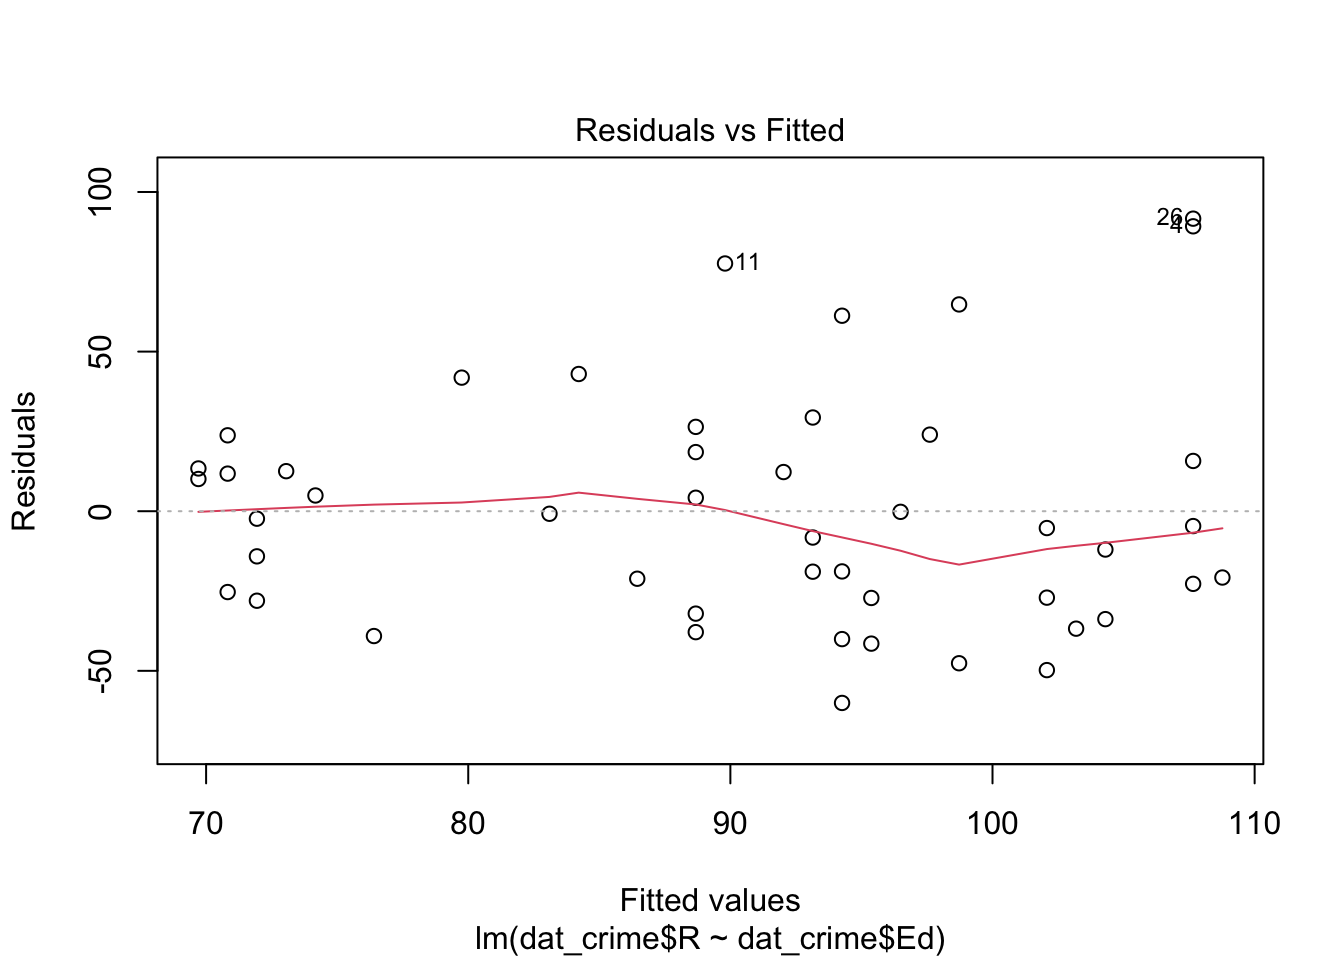 Residuals vs Fitted
Residuals
100
50
0
-50
26
4
11
70 80 90 100 110
Fitted values
lm(dat_crime$R ~ dat_crime$Ed)